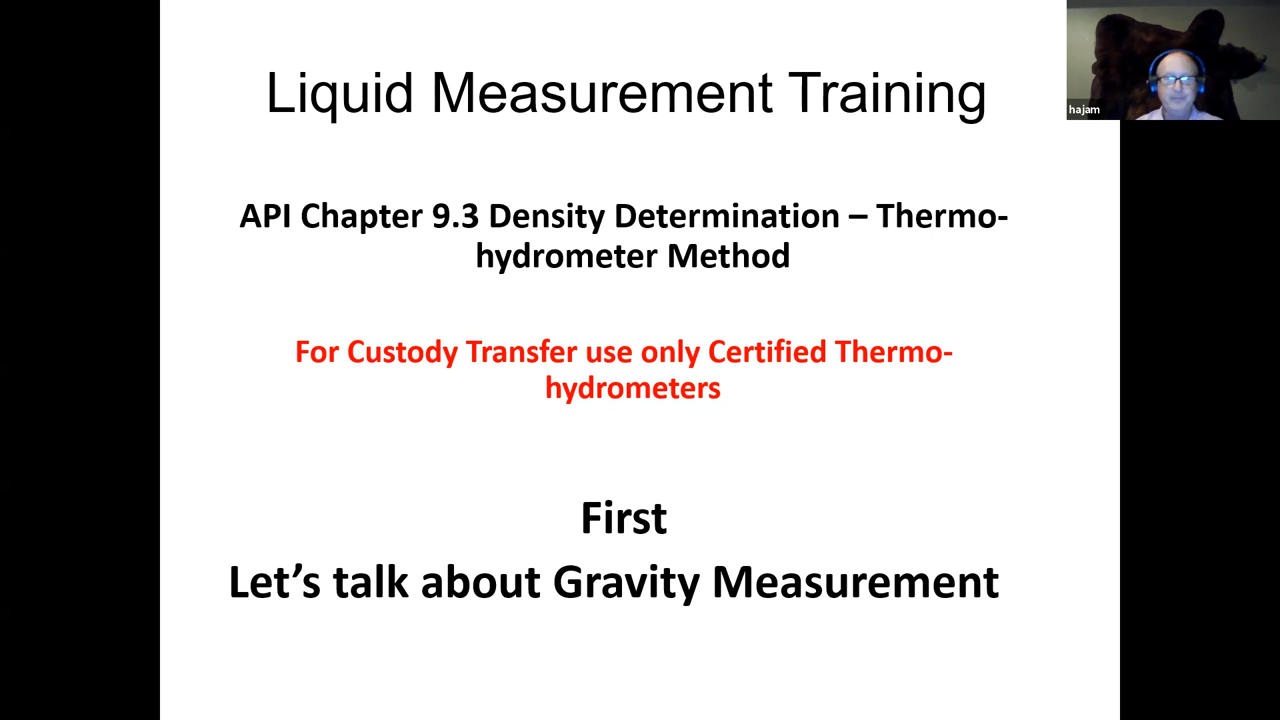 Liquid Measurement Training
hajam
API Chapter 9.3 Density Determination – Thermo-
hydrometer Method
For Custody Transfer use only Certified Thermo-
hydrometers
First
Let’s talk about Gravity Measurement